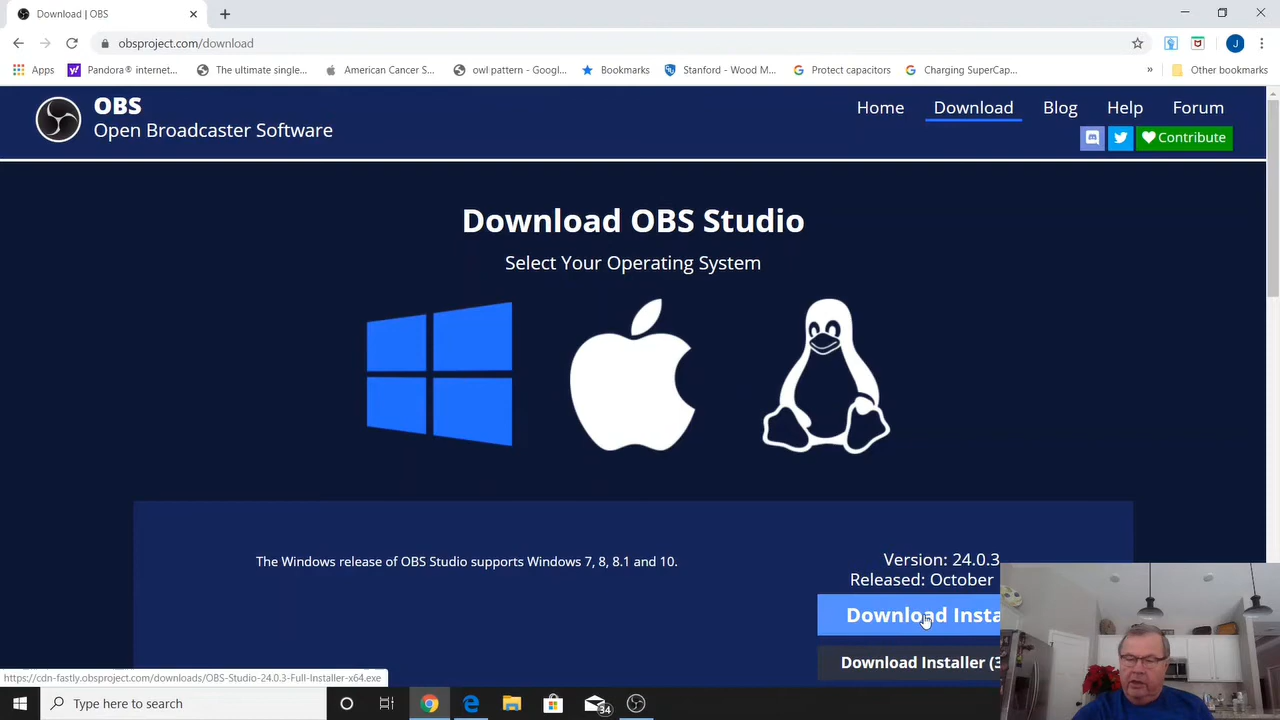 Download | OBS
obsproject.com/download
J
Apps
Pandora® internet...
The ultimate single...
American Cancer S...
owl pattern - Googl...
Bookmarks
Stanford - Wood M...
Protect capacitors
Charging SuperCap...
»
Other bookmarks
OBS
Open Broadcaster Software
Home
Download
Blog
Help
Forum
Contribute
Download OBS Studio
Select Your Operating System
The Windows release of OBS Studio supports Windows 7, 8, 8.1 and 10.
Version: 24.0.3
Released: October
Download Insta
Download Installer (3
https://cdn-fastly.obsproject.com/downloads/OBS-Studio-24.0.3-Full-Installer-x64.exe
Type here to search
34